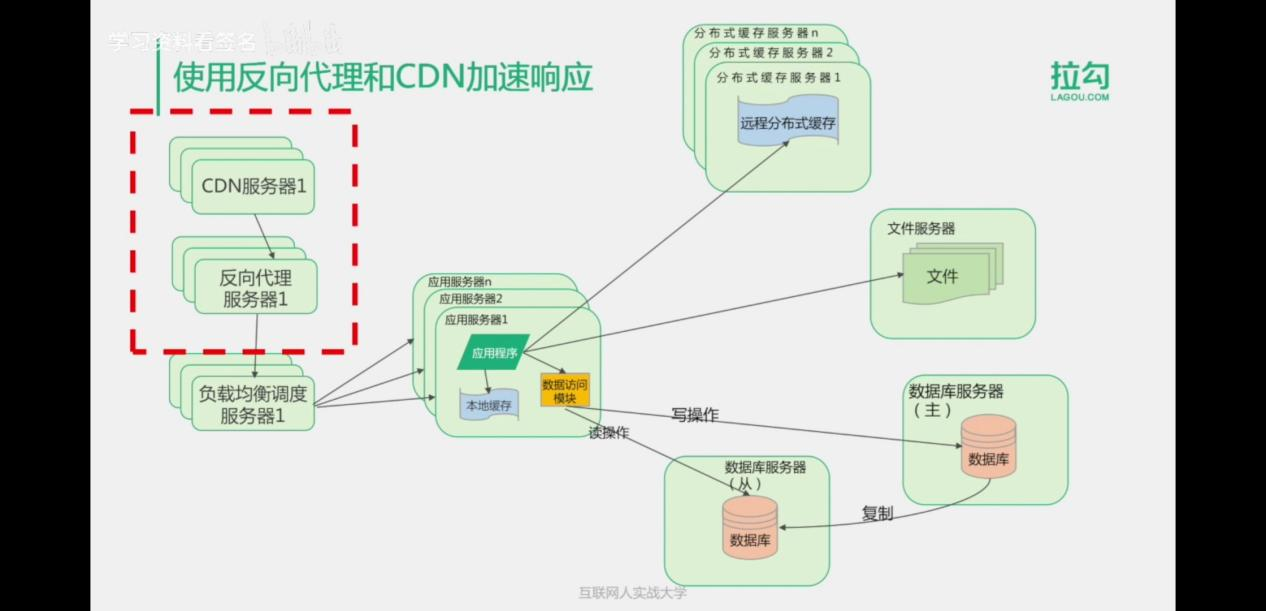 学习资料看签名
使用反向代理和CDN加速响应
拉勾
LAGOU.COM
分布式缓存服务器n
分布式缓存服务器2
分布式缓存服务器1
远程分布式缓存
CDN服务器1
反向代理
服务器1
负载均衡调度
服务器1
应用服务器n
应用服务器2
应用服务器1
应用程序
本地缓存
数据访问
模块
文件服务器
文件
写操作
读操作
数据库服务器
（主）
数据库
数据库服务器
（从）
数据库
复制
互联网人实战大学